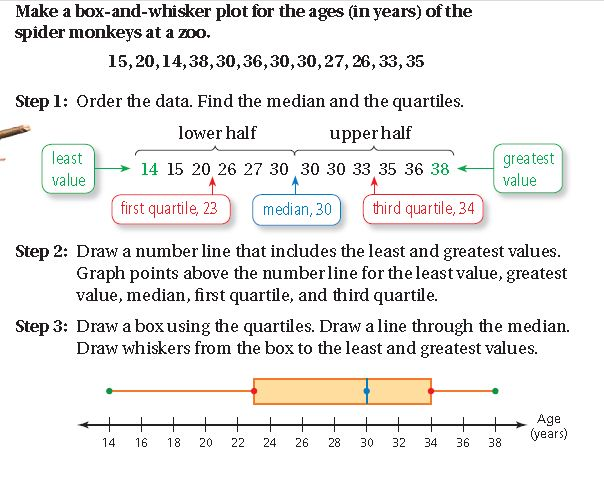 Make a box-and-whisker plot for the ages (in years) of the
spider monkeys at a zoo.
15, 20, 14, 38, 30, 36, 30, 30, 27, 26, 33, 35
Step 1: Order the data. Find the median and the quartiles.
lower half upper half
least
value
14 15 20 26 27 30 30 30 33 35 36 38
greatest
value
first quartile, 23 median, 30 third quartile, 34
Step 2: Draw a number line that includes the least and greatest values.
Graph points above the number line for the least value, greatest
value, median, first quartile, and third quartile.
Step 3: Draw a box using the quartiles. Draw a line through the median.
Draw whiskers from the box to the least and greatest values.
14 16 18 20 22 24 26 28 30 32 34 36 38
Age
(years)